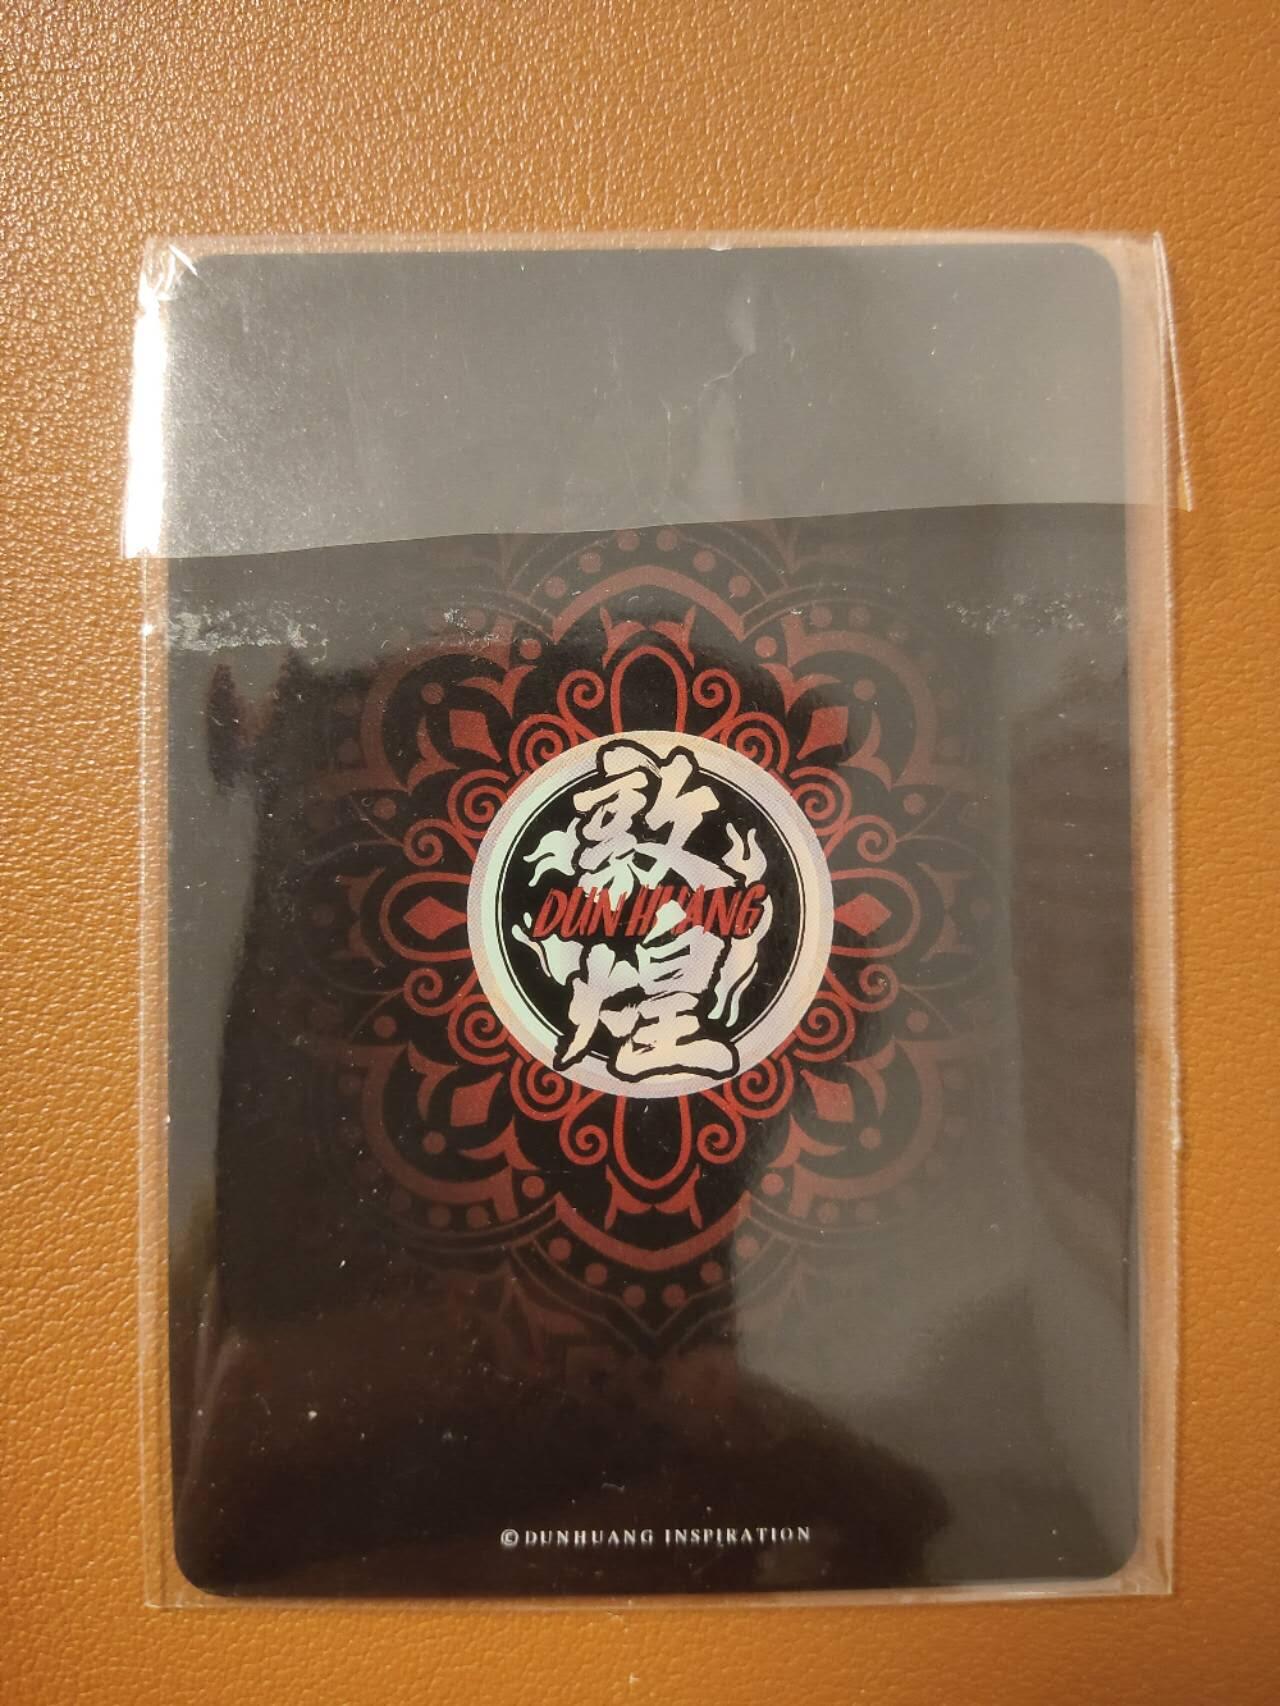 敦
DUN HUANG
煌
©DUNHUANG INSPIRATION